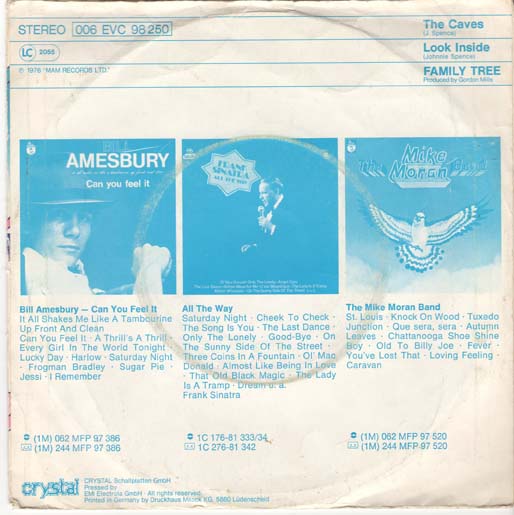 STEREO 006 EVC 98 250
LC 2055
℗ 1976 "MAM RECORDS LTD."
The Caves
(J. Spence)
Look Inside
(Johnnie Spence)
FAMILY TREE
Produced by Gordon Mills
BILL
AMESBURY
Can you feel it
FRANK
SINATRA
ALL THE WAY
Mike
The Moran Band
Bill Amesbury – Can You Feel It
It All Shakes Me Like A Tambourine
Up Front And Clean
Can You Feel It · A Thrill's A Thrill ·
Every Girl In The World Tonight
Lucky Day · Harlow · Saturday Night
· Frogman Bradley · Sugar Pie ·
Jessi · I Remember
(1M) 062 MFP 97 386
(1M) 244 MFP 97 386
All The Way
Saturday Night · Cheek To Check ·
The Song Is You · The Last Dance ·
Only The Lonely · Good-Bye · On
The Sunny Side Of The Street ·
Three Coins In A Fountain · Ol' Mac
Donald · Almost Like Being In Love
· That Old Black Magic · The Lady
Is A Tramp · Dream u. a.
Frank Sinatra
1C 176-81 333/34
1C 276-81 342
The Mike Moran Band
St. Louis · Knock On Wood · Tuxedo
Junction · Que sera, sera · Autumn
Leaves · Chattanooga Shoe Shine
Boy · Old To Billy Joe · Fever ·
You've Lost That · Loving Feeling ·
Caravan
(1M) 062 MFP 97 520
(1M) 244 MFP 97 520
crystal
CRYSTAL Schallplatten GmbH
Pressed by
EMI Electrola GmbH · All rights reserved
Printed in Germany by Druckhaus Maack KG, 5880 Lüdenscheid